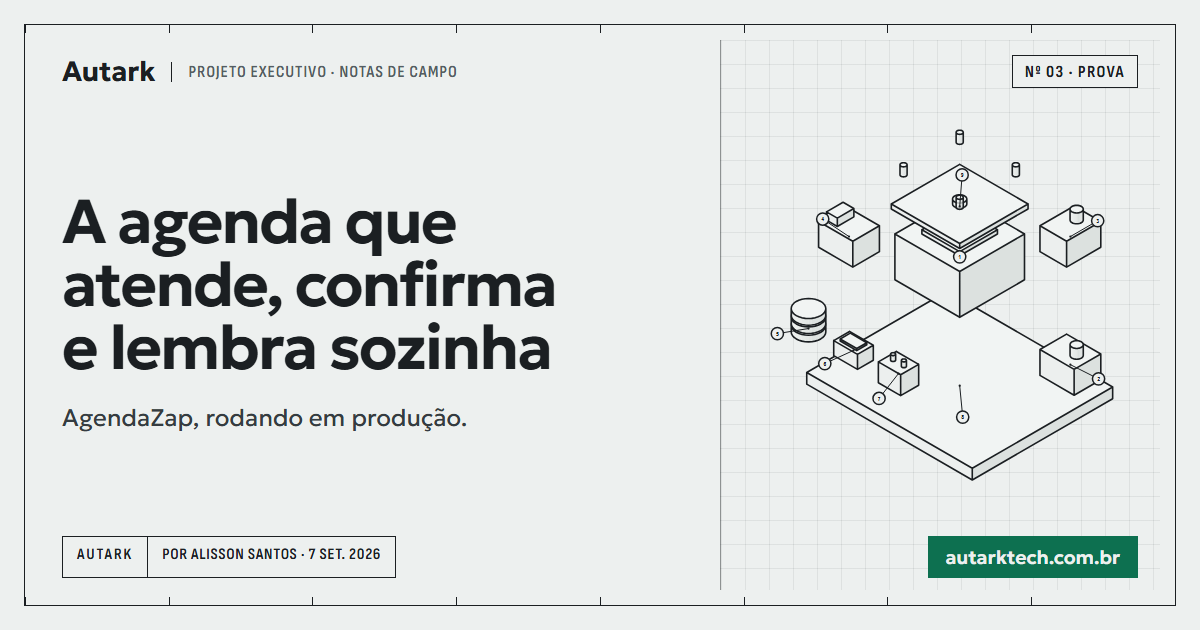 Autark
PROJETO EXECUTIVO · NOTAS DE CAMPO
Nº 03 · PROVA
A agenda que
atende, confirma
e lembra sozinha
AgendaZap, rodando em produção.
AUTARK
POR ALISSON SANTOS · 7 SET. 2026
autarktech.com.br